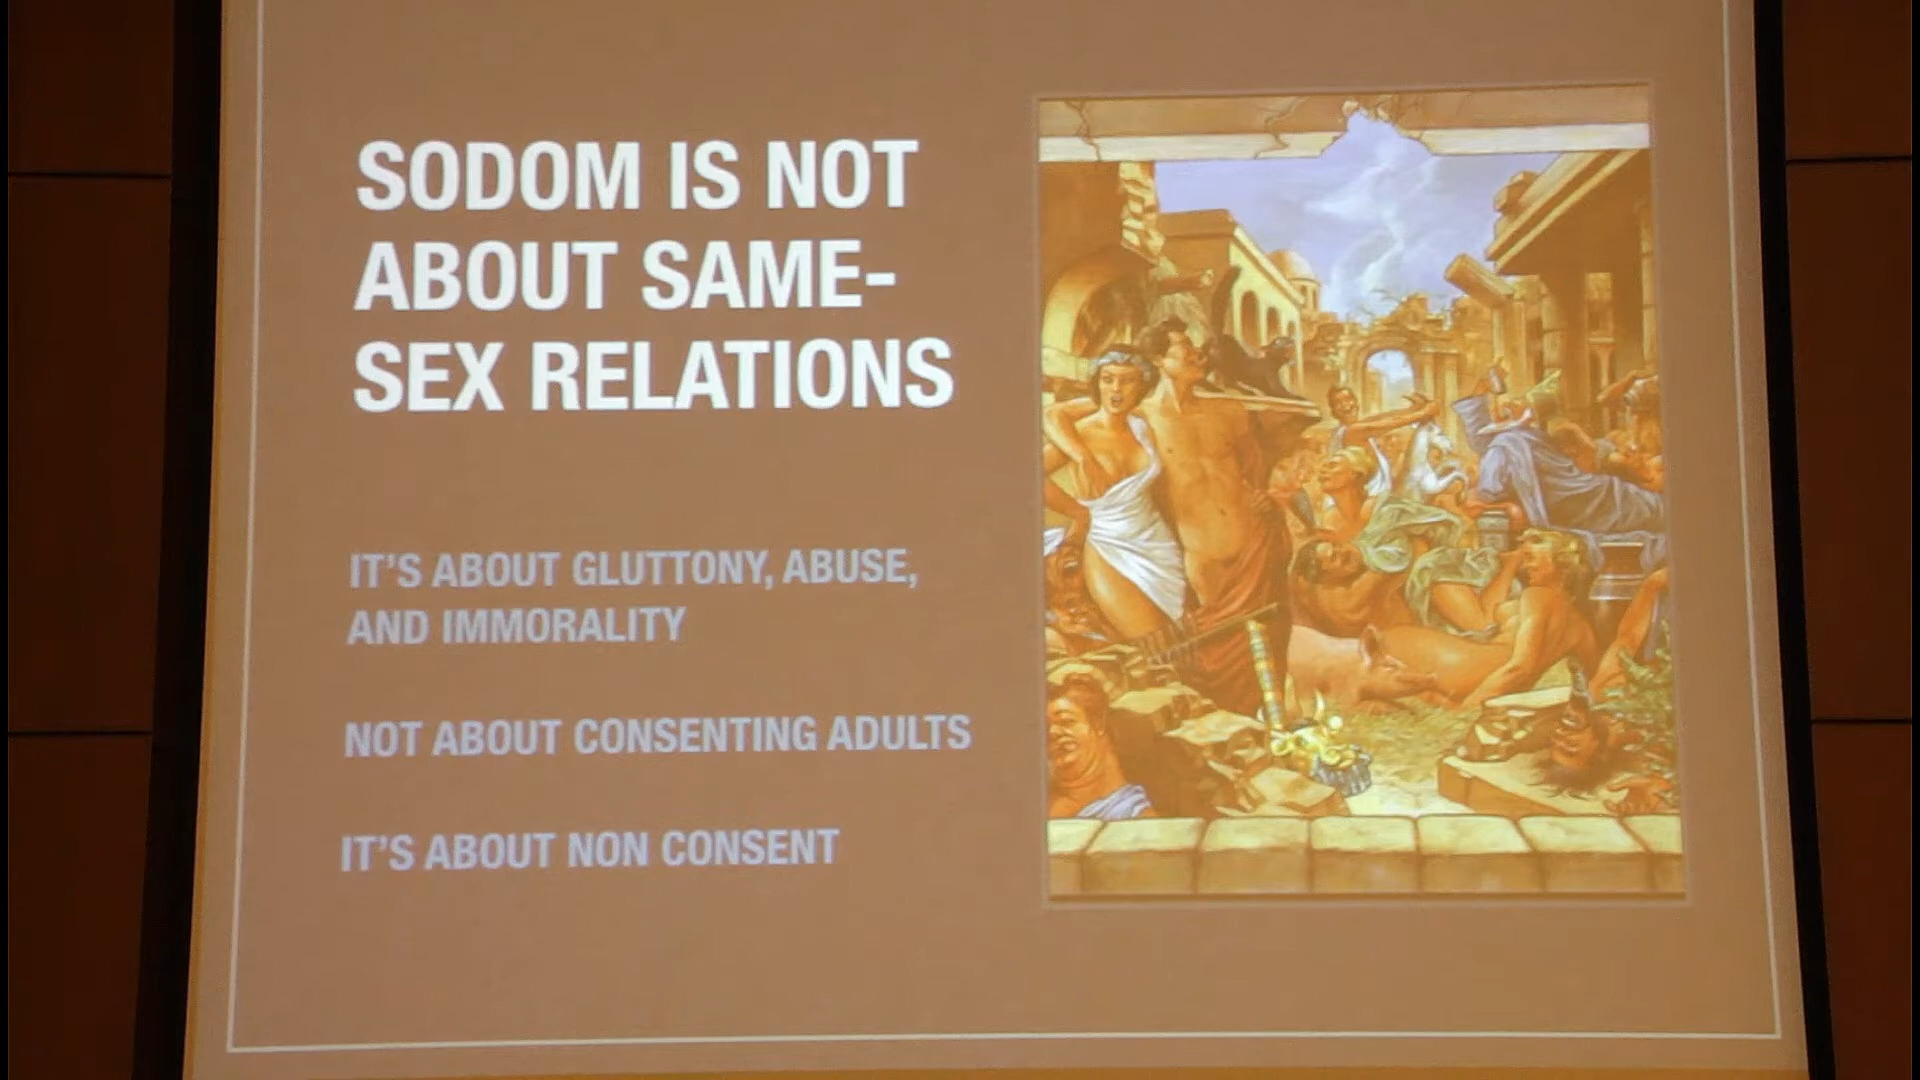 SODOM IS NOT
ABOUT SAME-
SEX RELATIONS
IT'S ABOUT GLUTTONY, ABUSE,
AND IMMORALITY
NOT ABOUT CONSENTING ADULTS
IT'S ABOUT NON CONSENT